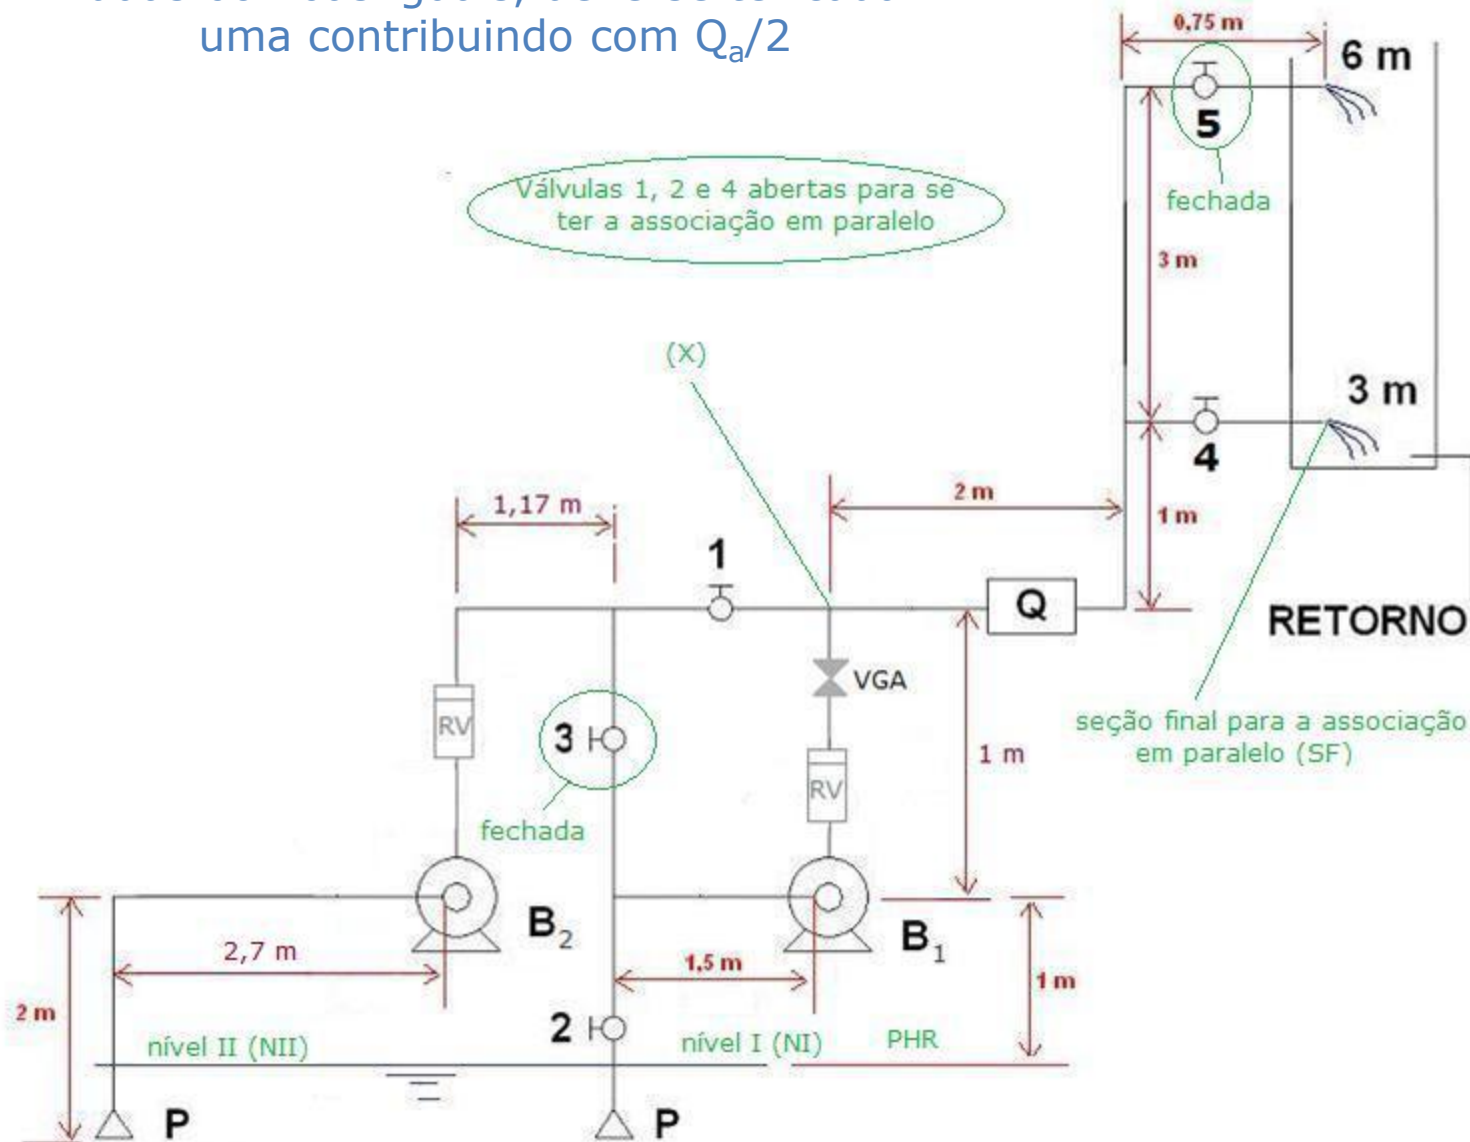 uma contribuindo com Qa/2
0,75 m
6 m
5
fechada
Válvulas 1, 2 e 4 abertas para se
ter a associação em paralelo
3 m
(X)
3 m
4
2 m
1 m
1,17 m
1
Q
RETORNO
VGA
RV
3
fechada
RV
1 m
seção final para a associação
em paralelo (SF)
B2
B1
2,7 m
1,5 m
1 m
2 m
nível II (NII)
2
nível I (NI)
PHR
P
P